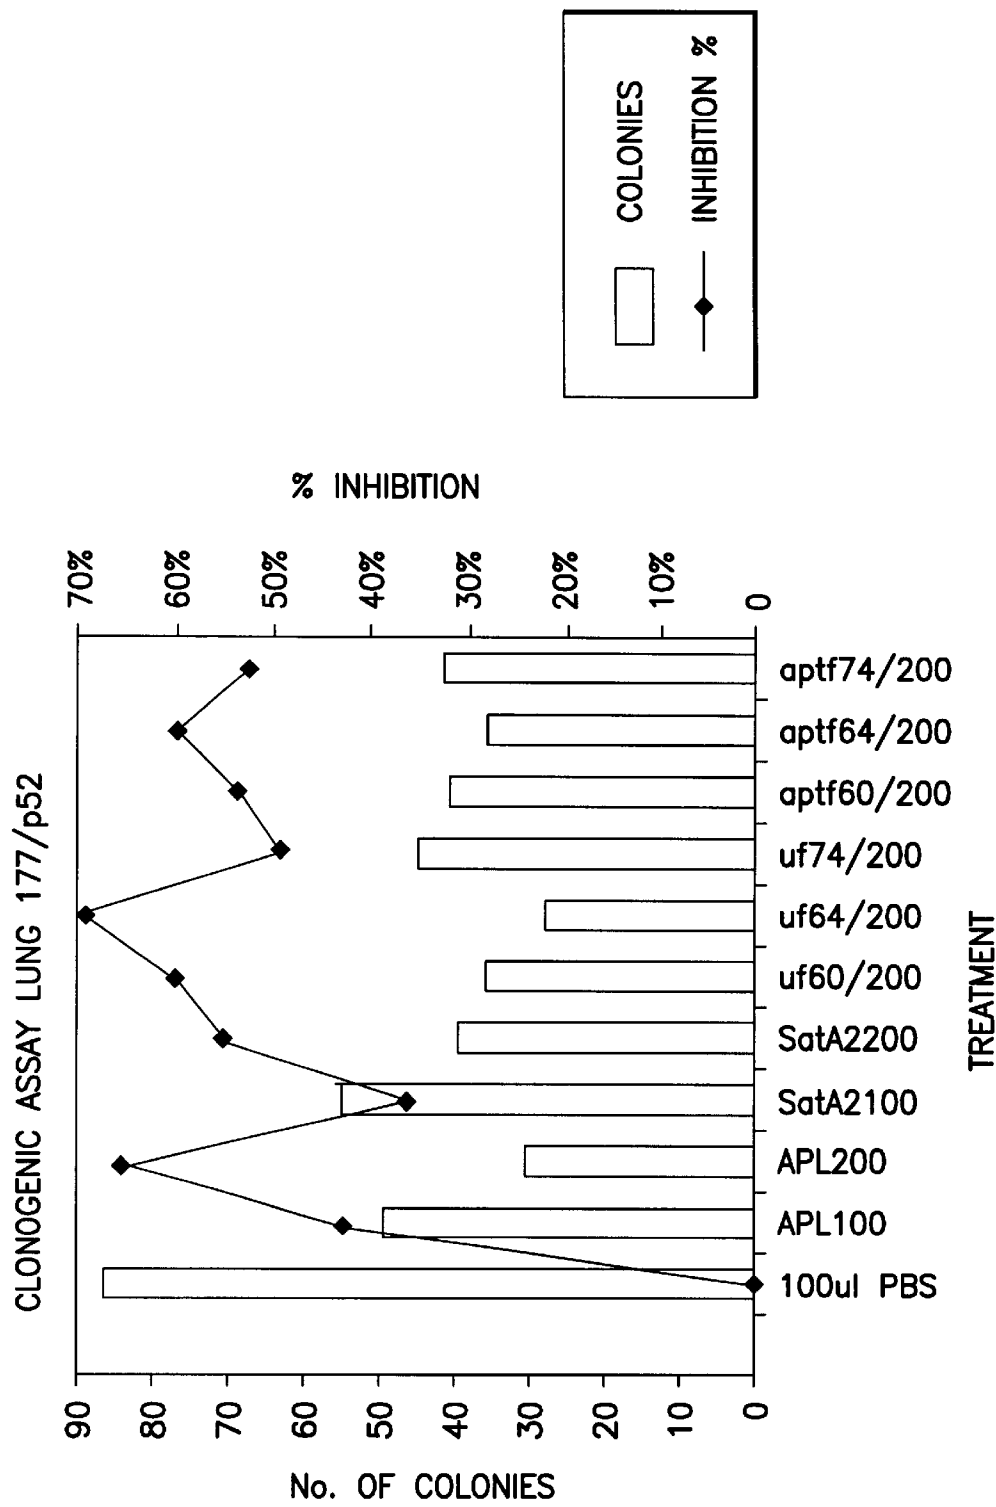 CLONOGENIC ASSAY LUNG 177/p52
No. OF COLONIES
90
80
70
60
50
40
30
20
10
0
% INHIBITION
70%
60%
50%
40%
30%
20%
10%
0
100ul PBS
APL100
APL200
SatA2100
SatA2200
uf60/200
uf64/200
uf74/200
aptf60/200
aptf64/200
aptf74/200
TREATMENT
COLONIES
INHIBITION %